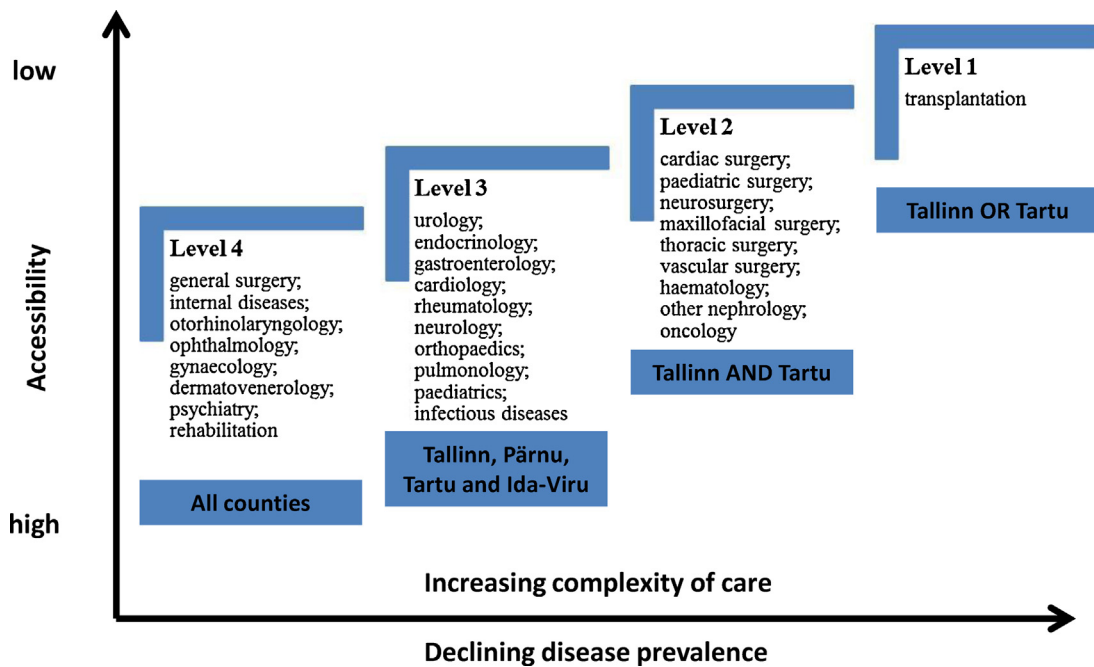 low
Accessibility
high
Level 4
general surgery;
internal diseases;
otorhinolaryngology;
ophthalmology;
gynaecology;
dermatovenerology;
psychiatry;
rehabilitation
All counties
Level 3
urology;
endocrinology;
gastroenterology;
cardiology;
rheumatology;
neurology;
orthopaedics;
pulmonology;
paediatrics;
infectious diseases
Tallinn, Pärnu,
Tartu and Ida-Viru
Level 2
cardiac surgery;
paediatric surgery;
neurosurgery;
maxillofacial surgery;
thoracic surgery;
vascular surgery;
haematology;
other nephrology;
oncology
Tallinn AND Tartu
Level 1
transplantation
Tallinn OR Tartu
Increasing complexity of care
Declining disease prevalence